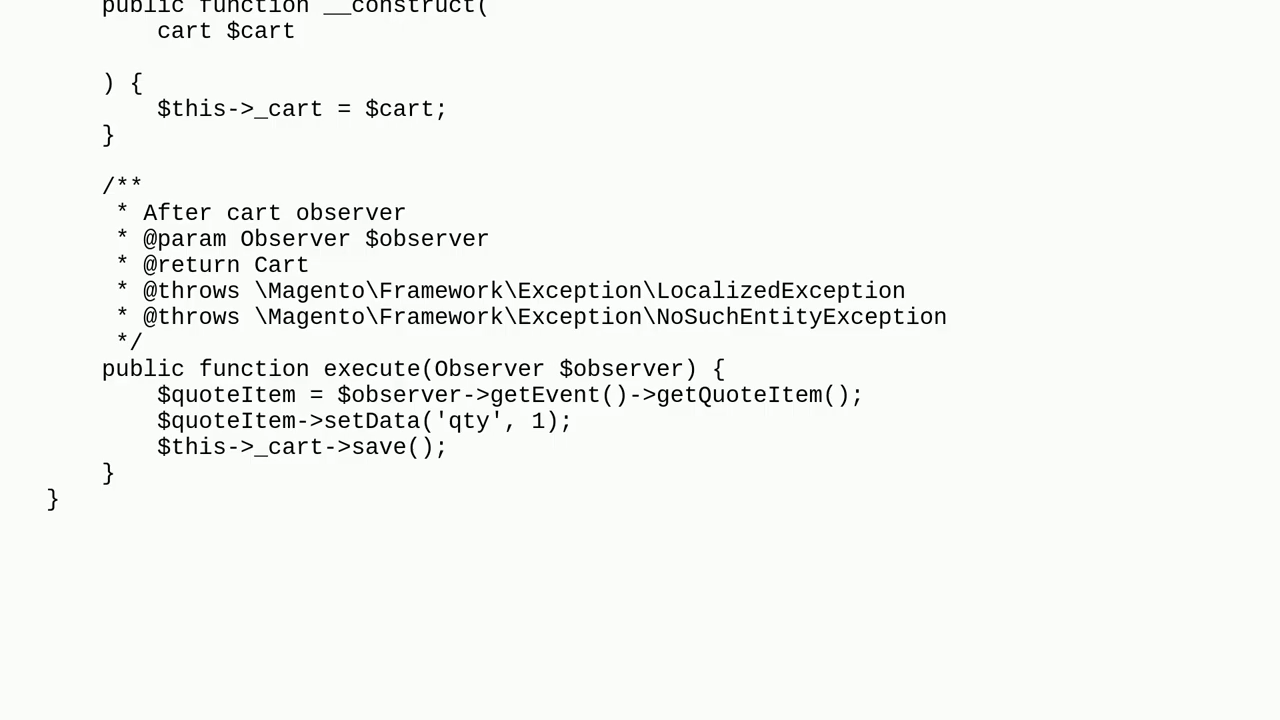 public function __construct(
cart $cart
) {
$this->_cart = $cart;
}
/**
* After cart observer
* @param Observer $observer
* @return Cart
* @throws \Magento\Framework\Exception\LocalizedException
* @throws \Magento\Framework\Exception\NoSuchEntityException
*/
public function execute(Observer $observer) {
$quoteItem = $observer->getEvent()->getQuoteItem();
$quoteItem->setData('qty', 1);
$this->_cart->save();
}
}